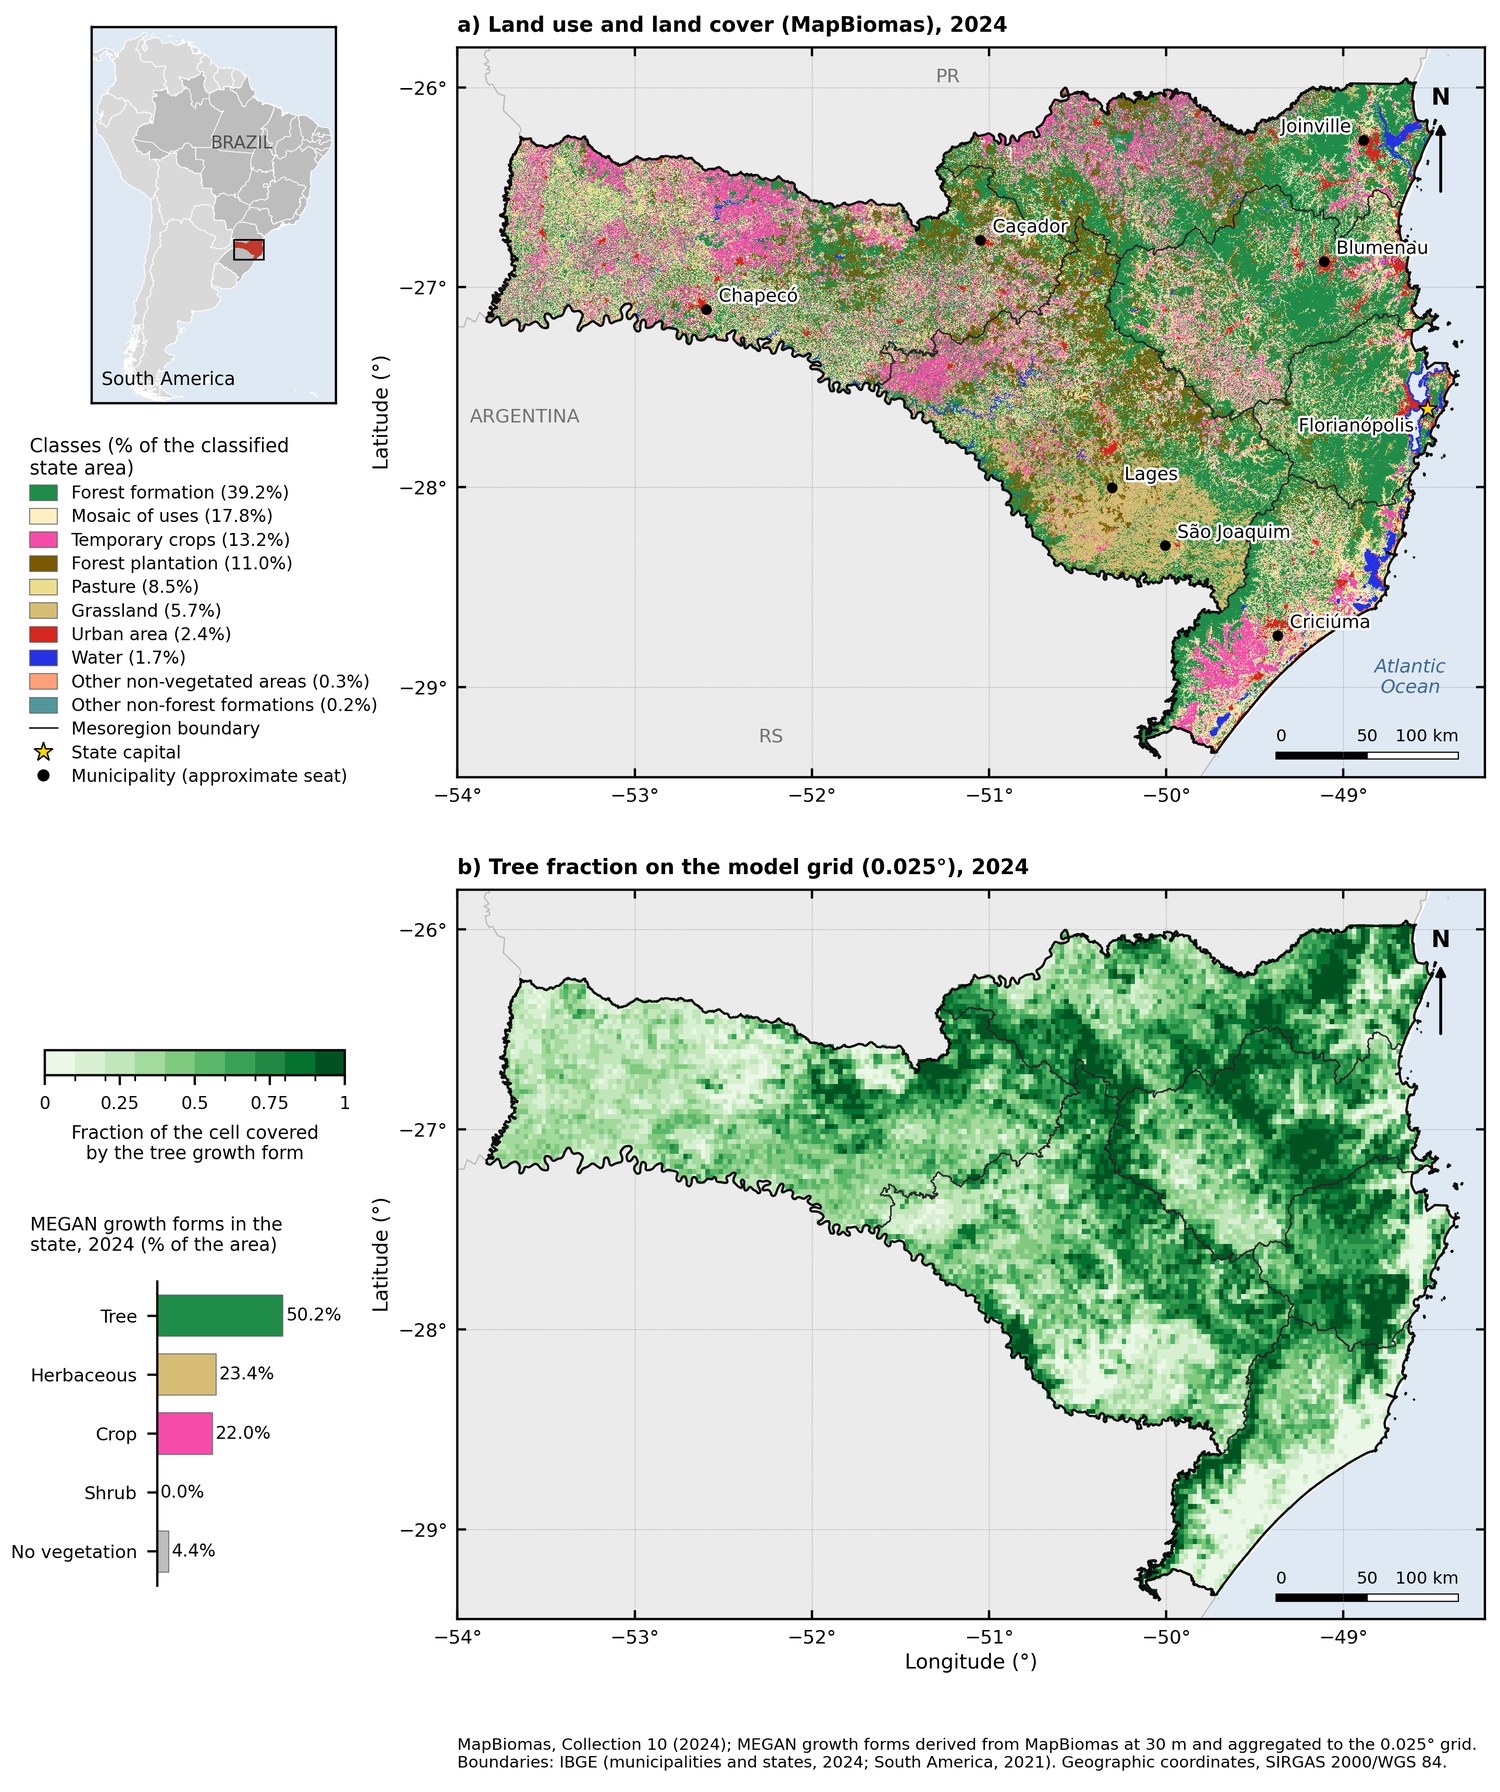 a) Land use and land cover (MapBiomas), 2024
BRAZIL
South America
PR
N
Joinville
Caçador
Blumenau
Chapecó
ARGENTINA
Florianópolis
Lages
São Joaquim
Criciúma
Atlantic
Ocean
RS
0 50 100 km
Latitude (°)
−26°
−27°
−28°
−29°
−54° −53° −52° −51° −50° −49°
Classes (% of the classified
state area)
Forest formation (39.2%)
Mosaic of uses (17.8%)
Temporary crops (13.2%)
Forest plantation (11.0%)
Pasture (8.5%)
Grassland (5.7%)
Urban area (2.4%)
Water (1.7%)
Other non-vegetated areas (0.3%)
Other non-forest formations (0.2%)
Mesoregion boundary
State capital
Municipality (approximate seat)
b) Tree fraction on the model grid (0.025°), 2024
N
0 50 100 km
Latitude (°)
−26°
−27°
−28°
−29°
−54° −53° −52° −51° −50° −49°
Longitude (°)
0 0.25 0.5 0.75 1
Fraction of the cell covered
by the tree growth form
MEGAN growth forms in the
state, 2024 (% of the area)
Tree 50.2%
Herbaceous 23.4%
Crop 22.0%
Shrub 0.0%
No vegetation 4.4%
MapBiomas, Collection 10 (2024); MEGAN growth forms derived from MapBiomas at 30 m and aggregated to the 0.025° grid.
Boundaries: IBGE (municipalities and states, 2024; South America, 2021). Geographic coordinates, SIRGAS 2000/WGS 84.